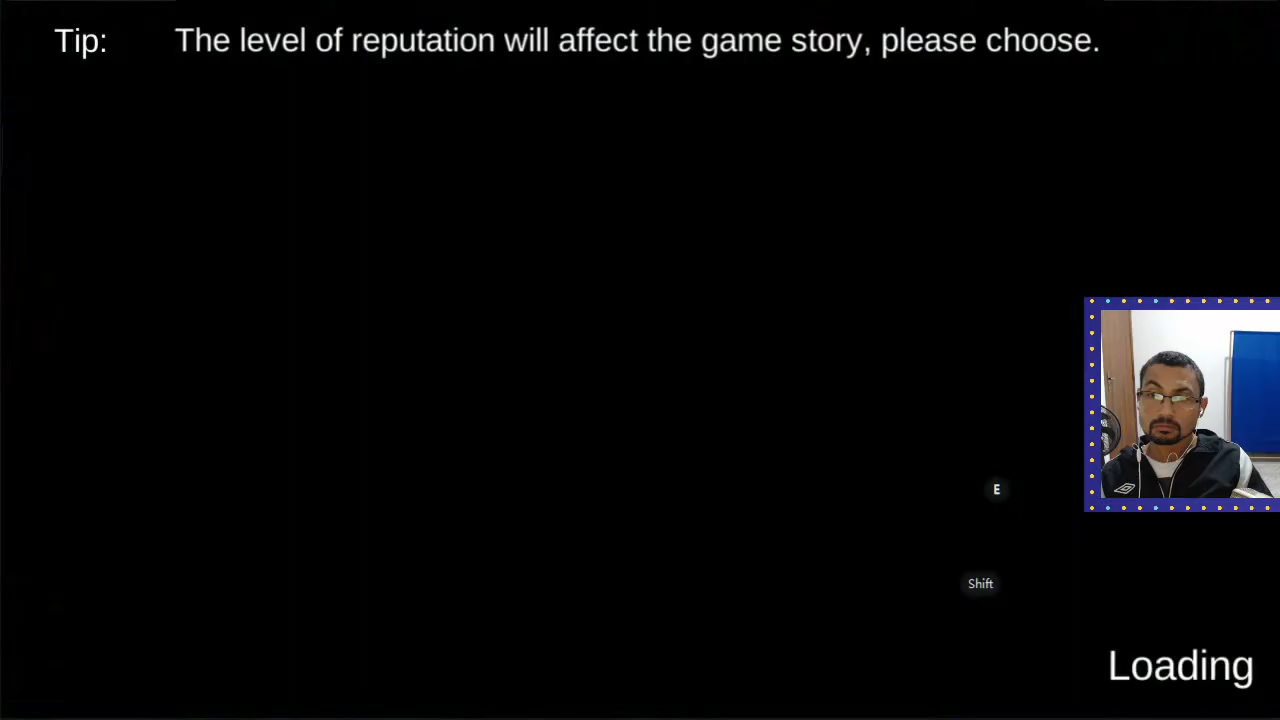 Tip: The level of reputation will affect the game story, please choose.
E
Shift
Loading